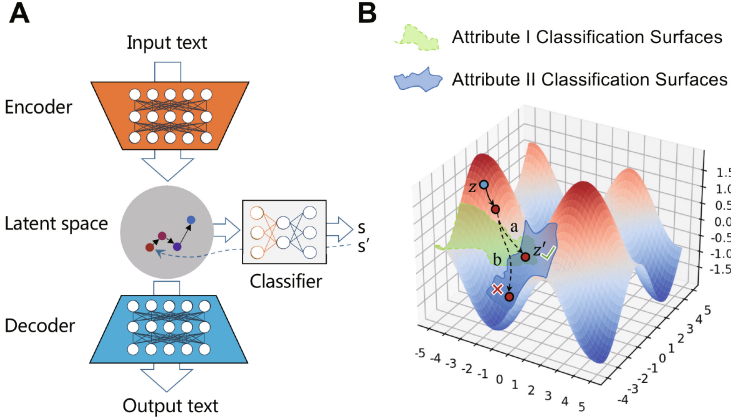 A
Input text
Encoder
Latent space
s
s′
Classifier
Decoder
Output text
B
Attribute I Classification Surfaces
Attribute II Classification Surfaces
z
a
b
z′
1.5
1.0
0.5
0.0
-0.5
-1.0
-1.5
-5 -4 -3 -2 -1 0 1 2 3 4 5
-4 -3 -2 -1 0 1 2 3 4 5